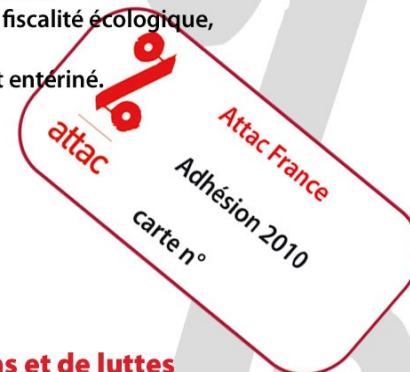 fiscalité écologique,
t entériné.
%
attac
Attac France
Adhésion 2010
carte n°
ns et de luttes